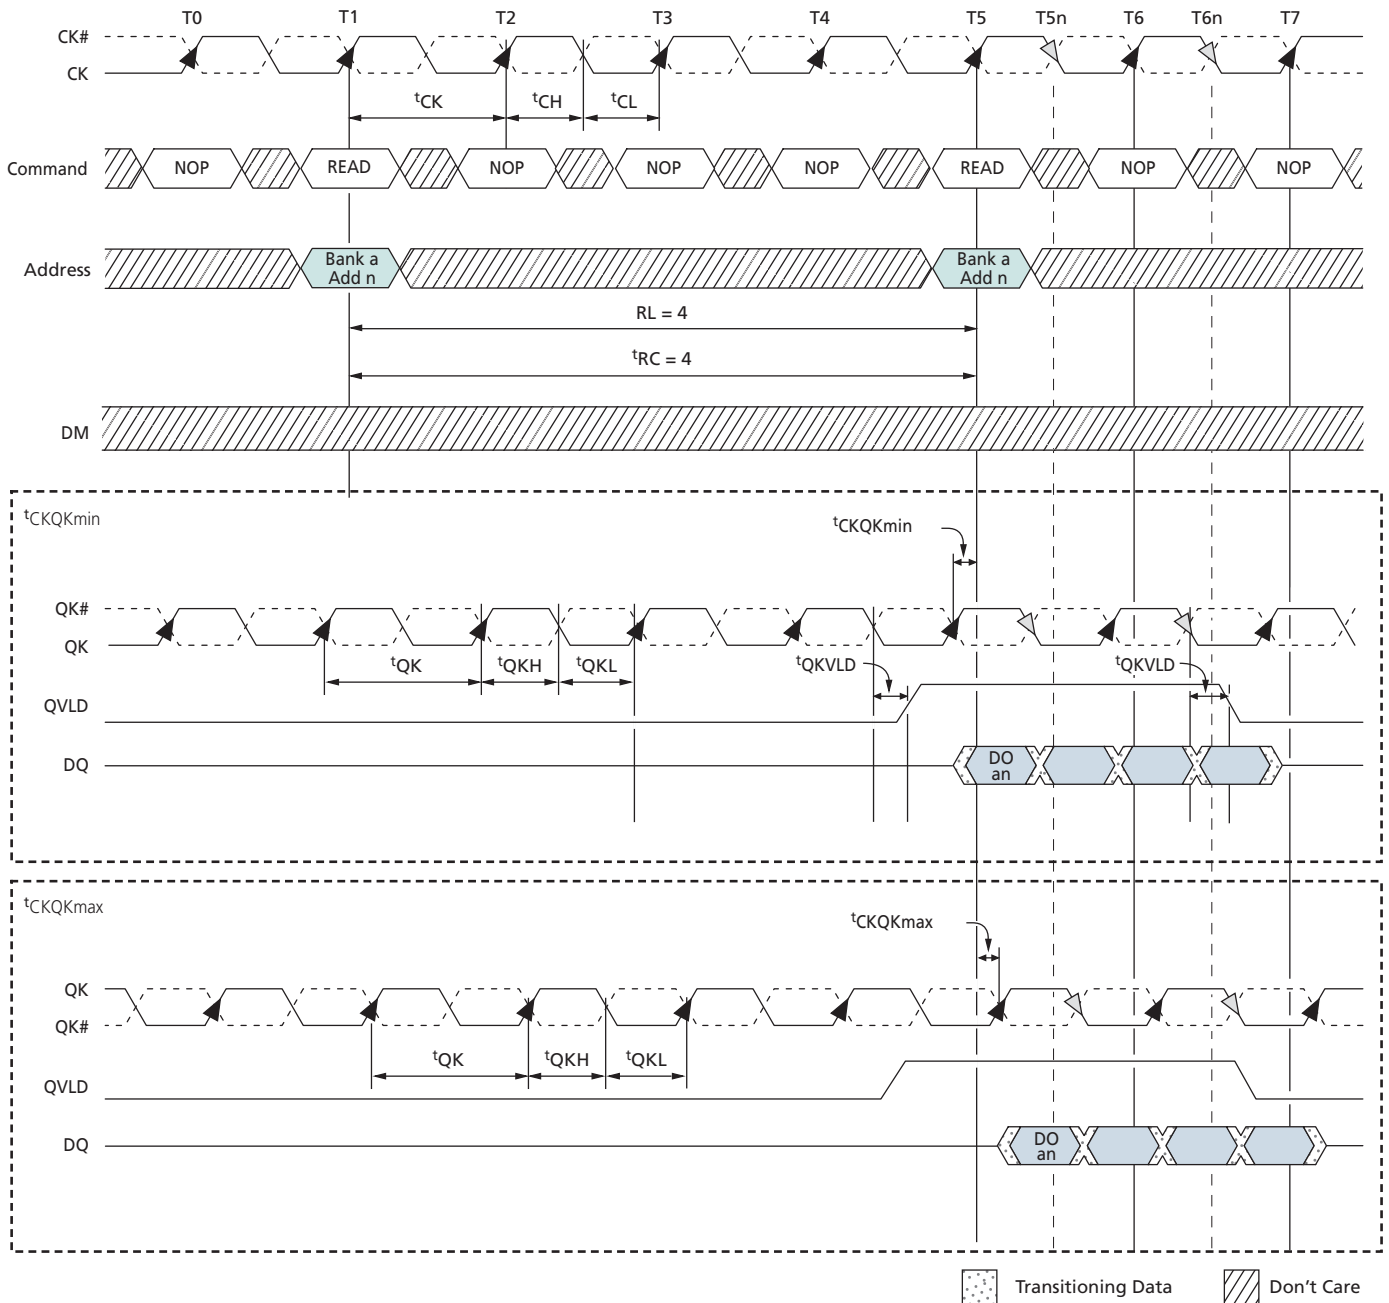 T0 T1 T2 T3 T4 T5 T5n T6 T6n T7
CK#
CK
tCK tCH tCL
Command NOP READ NOP NOP NOP READ NOP NOP
Address Bank a Add n Bank a Add n
RL = 4
tRC = 4
DM
tCKQKmin
tCKQKmin
QK#
QK
tQK tQKH tQKL tQKVLD tQKVLD
QVLD
DQ DO an
tCKQKmax
tCKQKmax
QK
QK#
tQK tQKH tQKL
QVLD
DQ DO an
Transitioning Data Don't Care